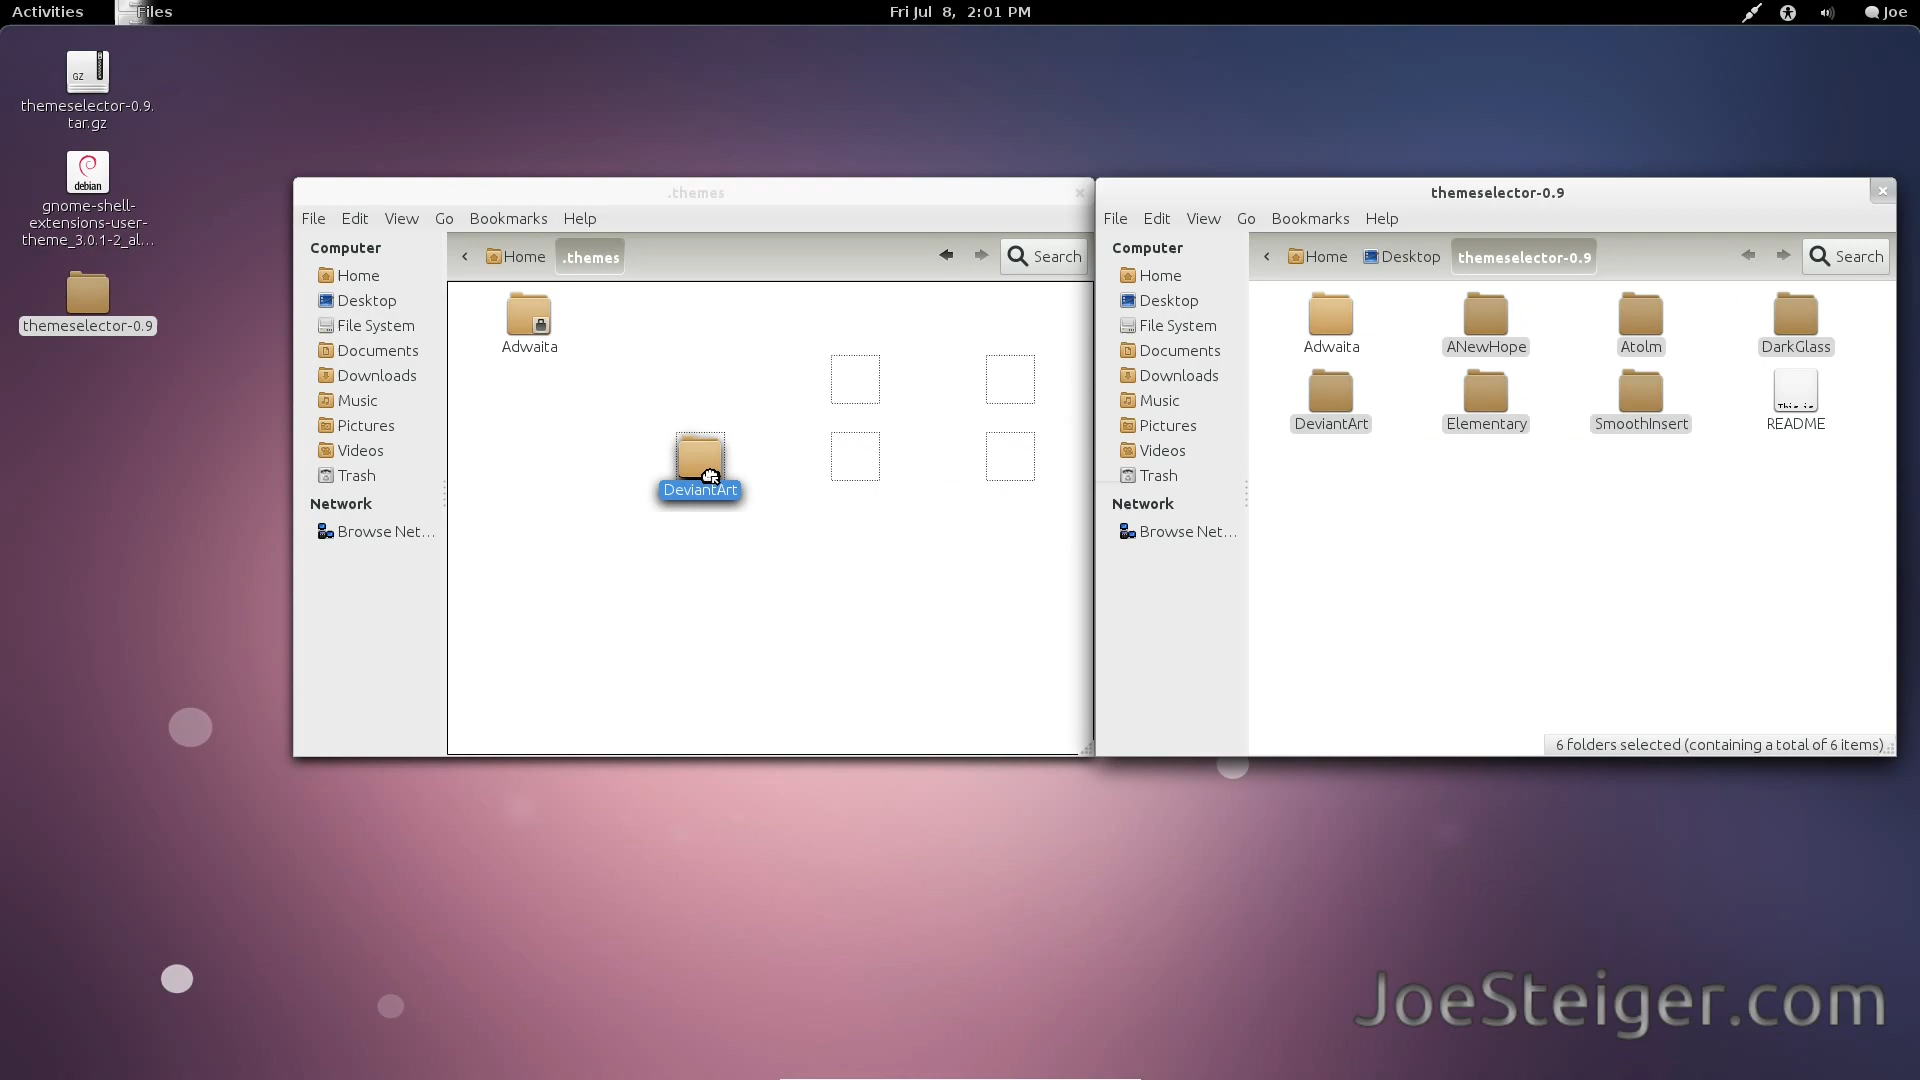 Activities
Files
Fri Jul 8, 2:01 PM
Joe
GZ
themeselector-0.9.
tar.gz
debian
gnome-shell-
extensions-user-
theme_3.0.1-2_al...
themeselector-0.9
.themes
File Edit View Go Bookmarks Help
Computer
Home
Desktop
File System
Documents
Downloads
Music
Pictures
Videos
Trash
Network
Browse Net...
Home .themes Search
Adwaita
DeviantArt
themeselector-0.9
File Edit View Go Bookmarks Help
Computer
Home
Desktop
File System
Documents
Downloads
Music
Pictures
Videos
Trash
Network
Browse Net...
Home Desktop themeselector-0.9 Search
Adwaita ANewHope Atolm DarkGlass
This is
DeviantArt Elementary SmoothInsert README
6 folders selected (containing a total of 6 items)
JoeSteiger.com